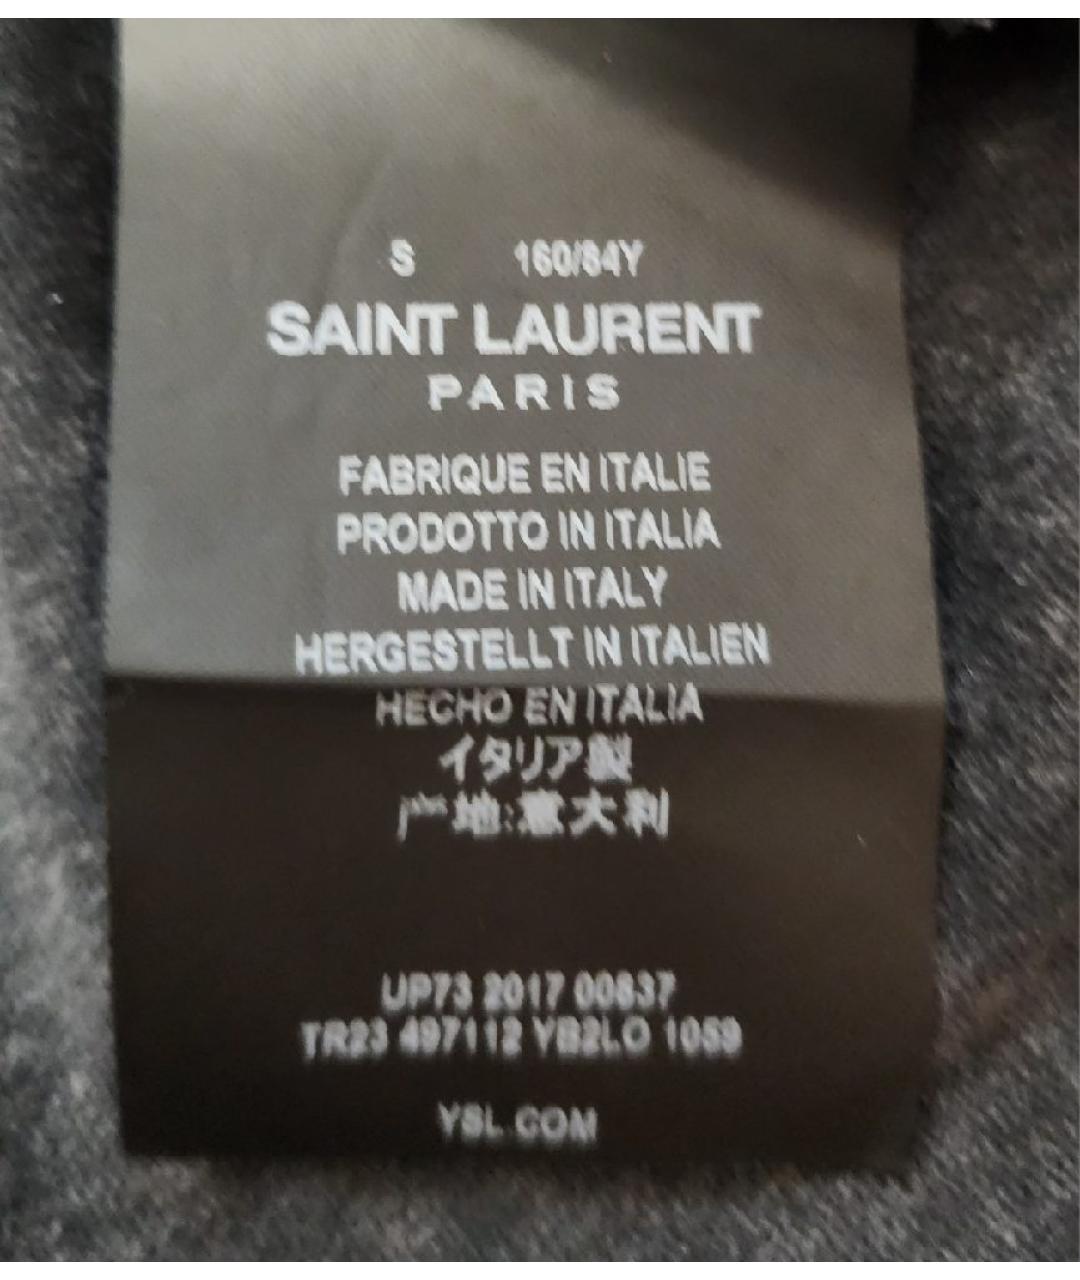 S 160/84Y
SAINT LAURENT
PARIS
FABRIQUE EN ITALIE
PRODOTTO IN ITALIA
MADE IN ITALY
HERGESTELLT IN ITALIEN
HECHO EN ITALIA
イタリア製
产地:意大利
UP73 2017 00837
TR23 497112 YB2LO 1059
YSL.COM